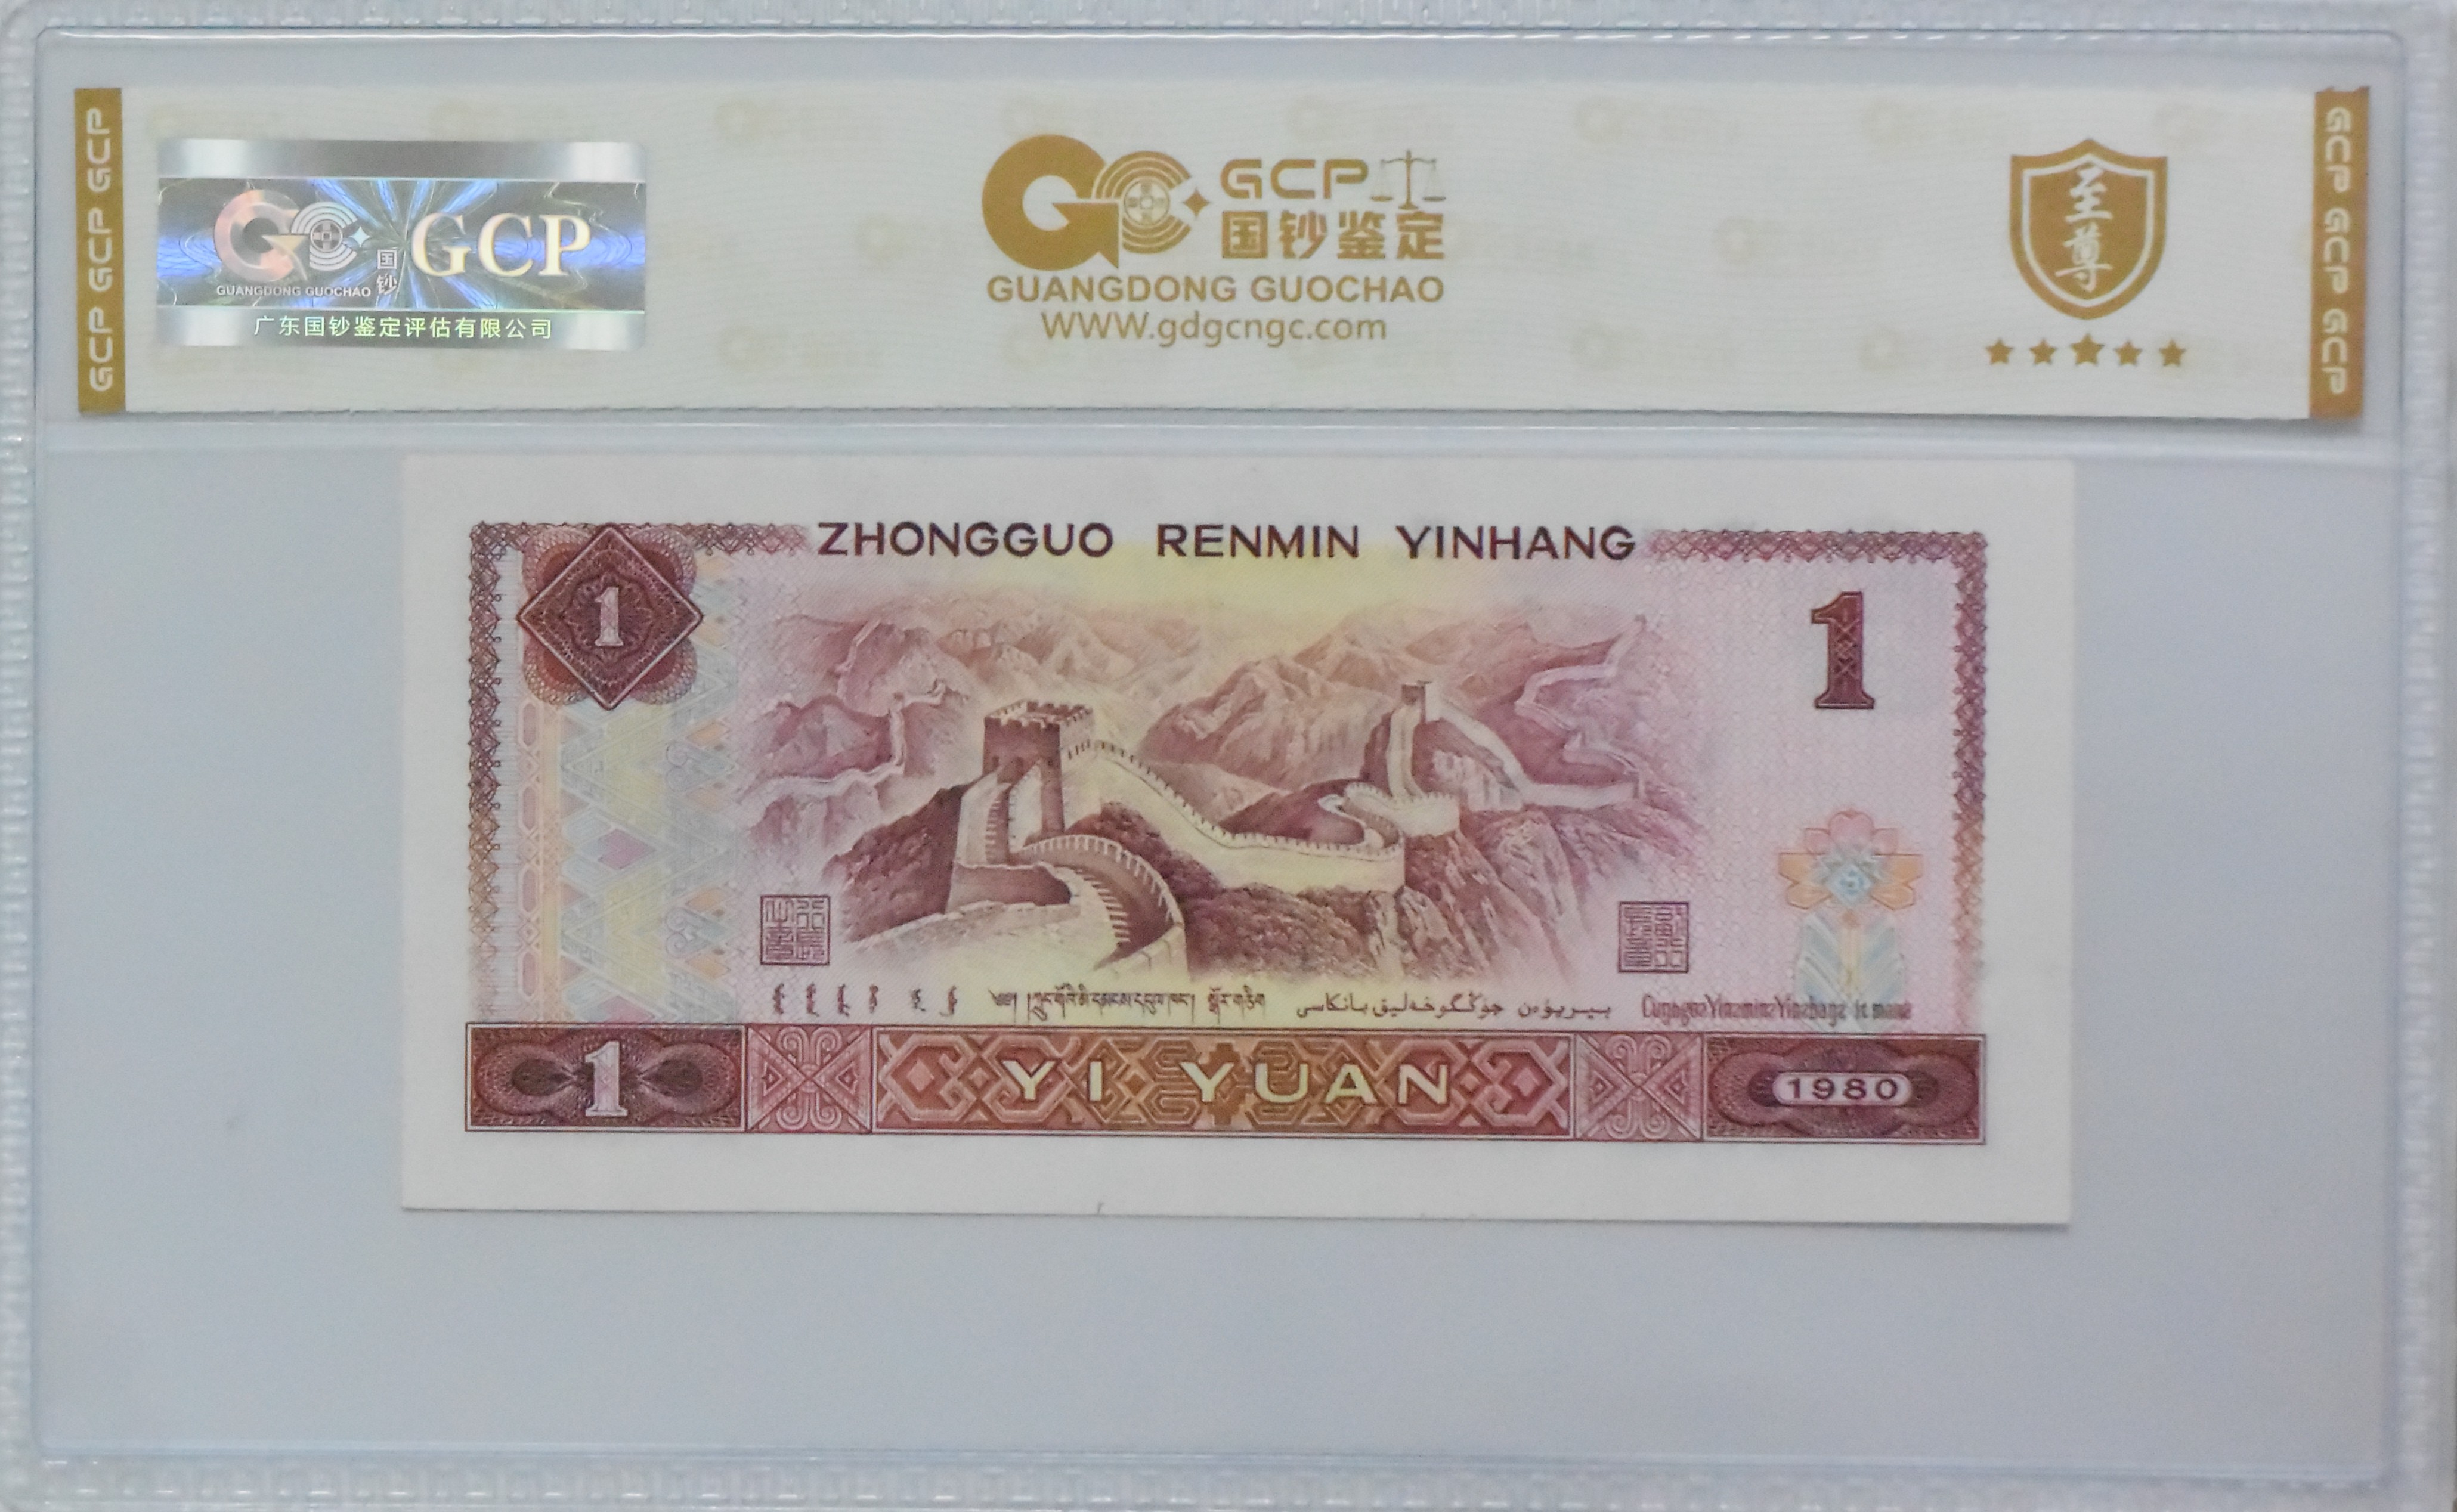 GCP GCP GCP
国钞
GCP
GUANGDONG GUOCHAO
广东国钞鉴定评估有限公司
GCP
国钞鉴定
GUANGDONG GUOCHAO
WWW.gdgcngc.com
至尊
GCP GCP GCP
ZHONGGUO RENMIN YINHANG
1
1
1
YI YUAN
1980